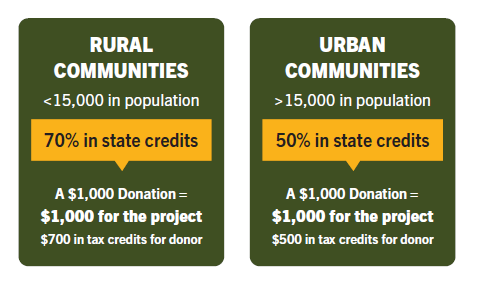 RURAL
COMMUNITIES
<15,000 in population
70% in state credits
A $1,000 Donation =
$1,000 for the project
$700 in tax credits for donor
URBAN
COMMUNITIES
>15,000 in population
50% in state credits
A $1,000 Donation =
$1,000 for the project
$500 in tax credits for donor